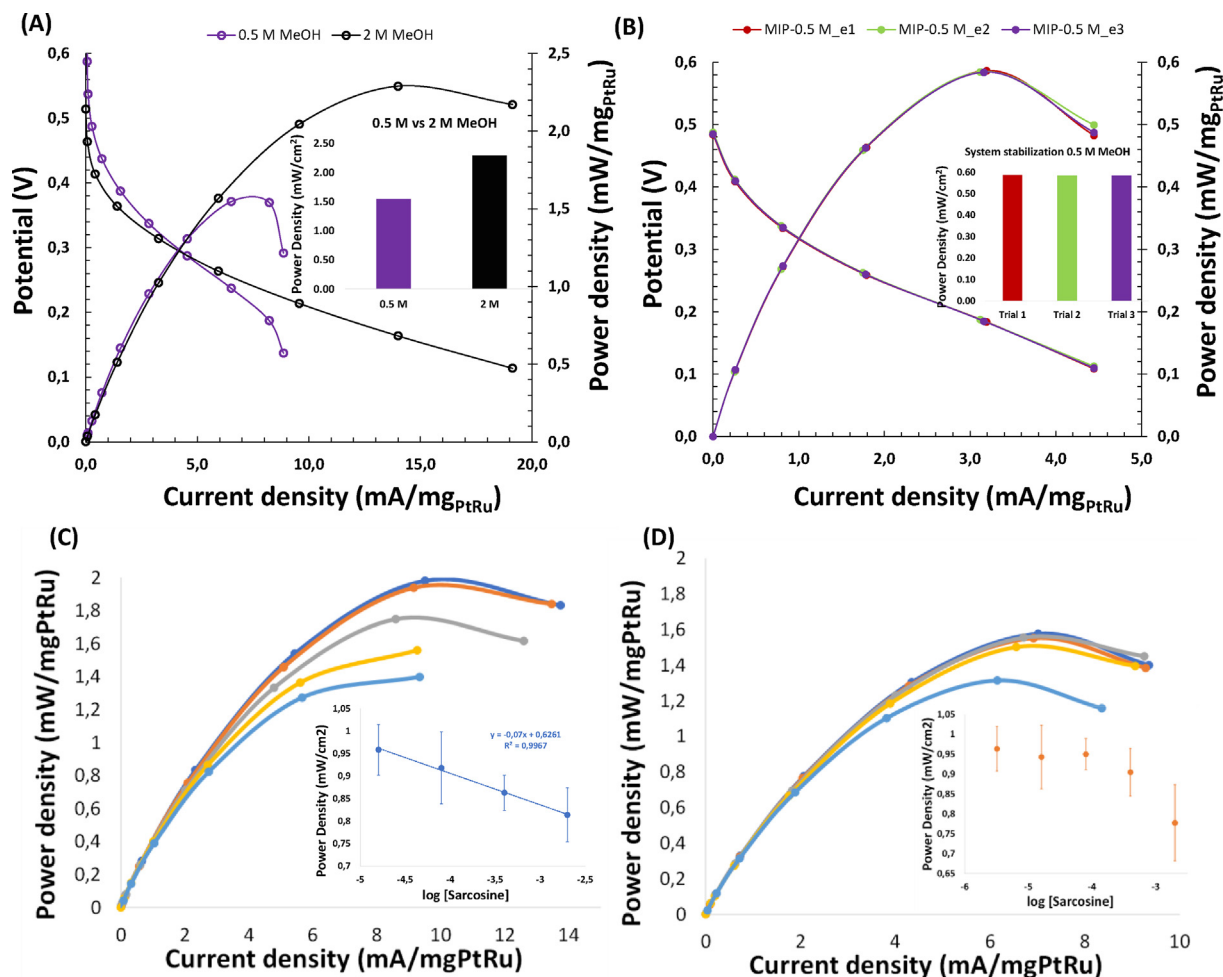 (A)
0.5 M MeOH 2 M MeOH
0,6
0,5
0,4
0,3
0,2
0,1
0,0
Potential (V)
2,5
2,0
1,5
1,0
0,5
0,0
Power density (mW/mgPtRu)
0,0 5,0 10,0 15,0 20,0
Current density (mA/mgPtRu)
0.5 M vs 2 M MeOH
Power Density (mW/cm²)
2.50
2.00
1.50
1.00
0.50
0.00
0.5 M 2 M
(B)
MIP-0.5 M_e1 MIP-0.5 M_e2 MIP-0.5 M_e3
0,6
0,5
0,4
0,3
0,2
0,1
0,0
Potential (V)
0,6
0,5
0,4
0,3
0,2
0,1
0,0
Power density (mW/mgPtRu)
0,0 1,0 2,0 3,0 4,0 5,0
Current density (mA/mgPtRu)
System stabilization 0.5 M MeOH
Power Density (mW/cm²)
0.60
0.50
0.40
0.30
0.20
0.10
0.00
Trial 1 Trial 2 Trial 3
(C)
Power density (mW/mgPtRu)
2
1,8
1,6
1,4
1,2
1
0,8
0,6
0,4
0,2
0
0 2 4 6 8 10 12 14
Current density (mA/mgPtRu)
Power Density (mW/cm2)
1,05
1
0,95
0,9
0,85
0,8
0,75
0,7
y = -0,07x + 0,6261
R² = 0,9967
-5 -4,5 -4 -3,5 -3 -2,5
log [Sarcosine]
(D)
Power density (mW/mgPtRu)
2
1,8
1,6
1,4
1,2
1
0,8
0,6
0,4
0,2
0
0 2 4 6 8 10
Current density (mA/mgPtRu)
Power Density (mW/cm2)
1,05
1
0,95
0,9
0,85
0,8
0,75
0,7
0,65
-6 -5 -4 -3
log [Sarcosine]